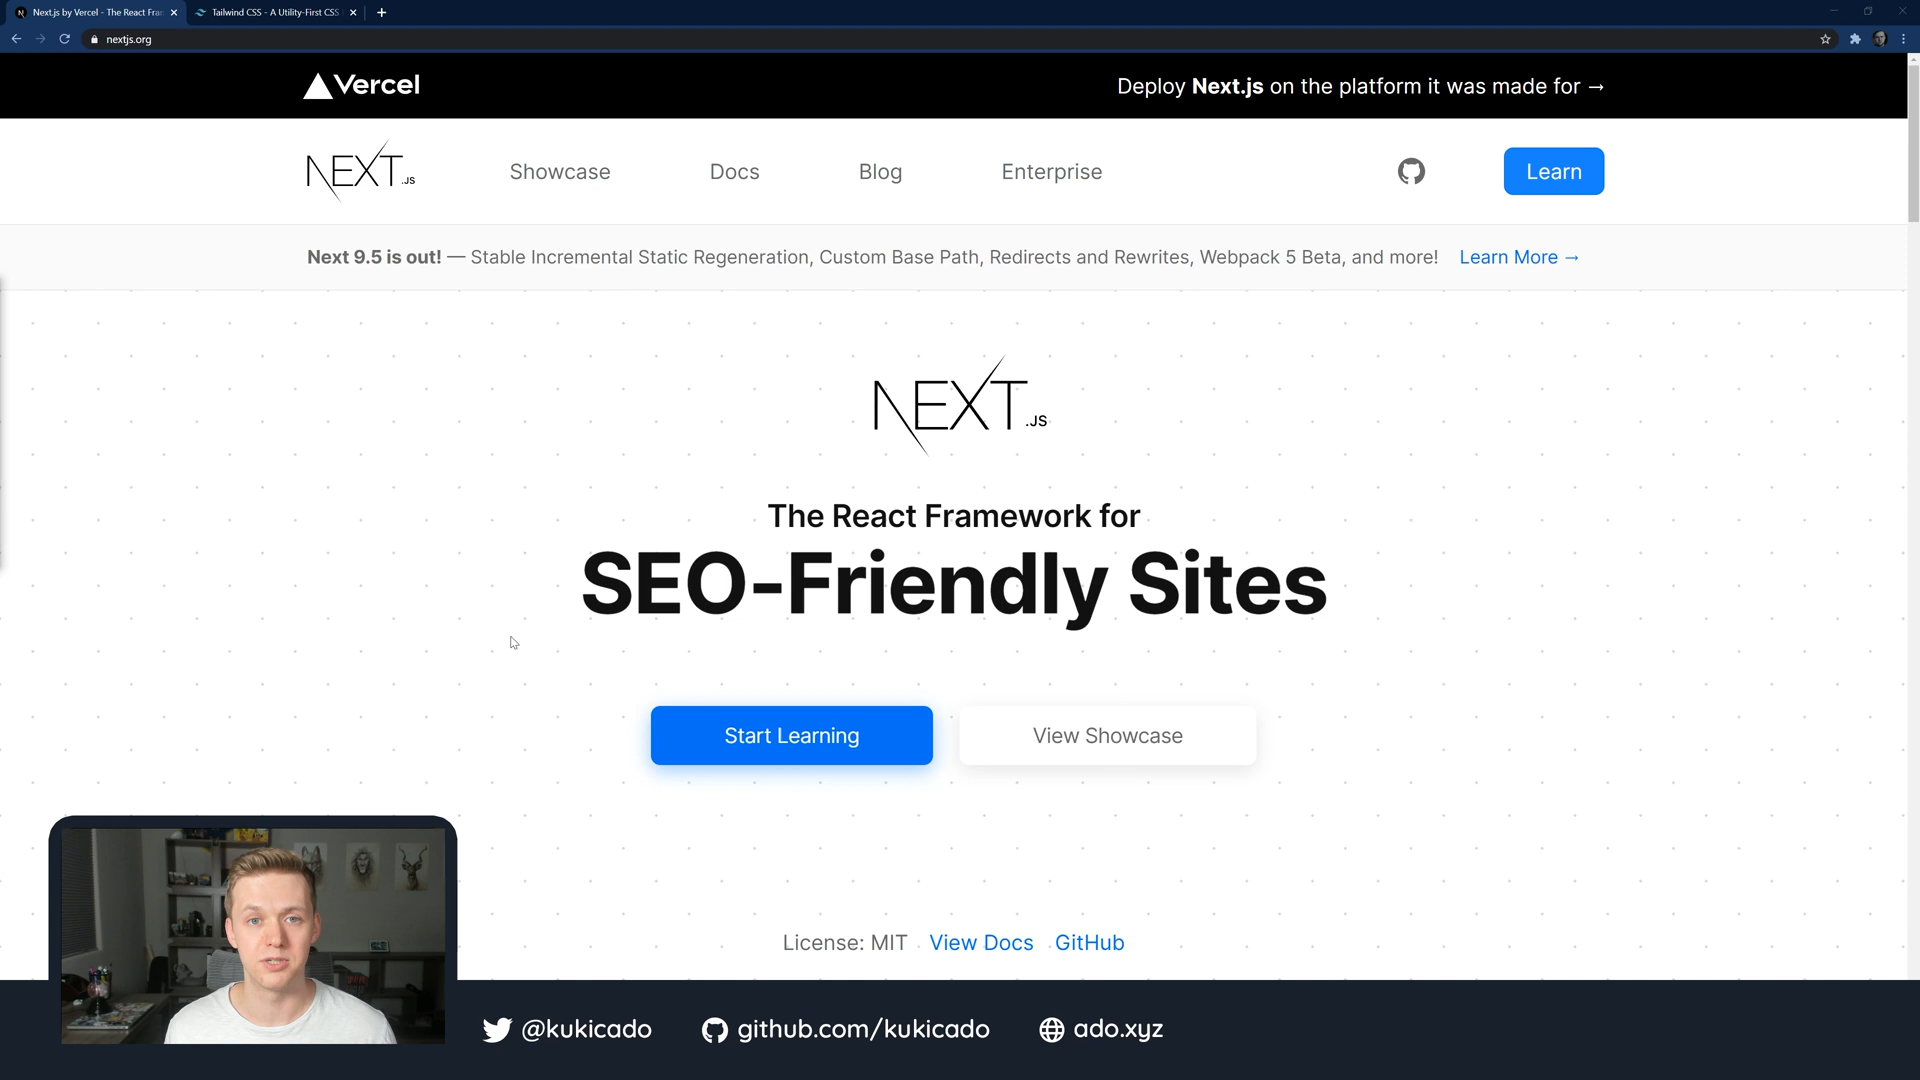 Next.js by Vercel - The React Fra
Tailwind CSS - A Utility-First CSS
nextjs.org
Vercel
Deploy Next.js on the platform it was made for →
NEXT.JS
Showcase
Docs
Blog
Enterprise
Learn
Next 9.5 is out! — Stable Incremental Static Regeneration, Custom Base Path, Redirects and Rewrites, Webpack 5 Beta, and more! Learn More →
NEXT.JS
The React Framework for
SEO-Friendly Sites
Start Learning
View Showcase
License: MIT View Docs GitHub
@kukicado
github.com/kukicado
ado.xyz